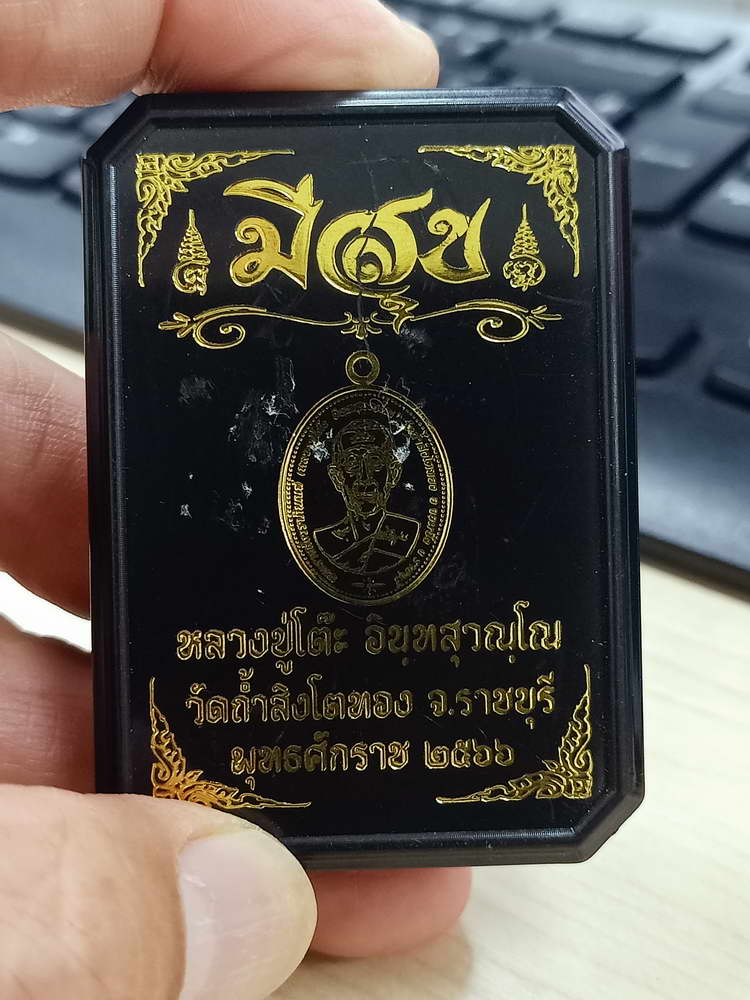 มีสุข
หลวงปู่โต๊ะ อินฺทสุวณฺโณ
วัดถ้ำสิงโตทอง จ.ราชบุรี
พุทธศักราช ๒๕๖๖